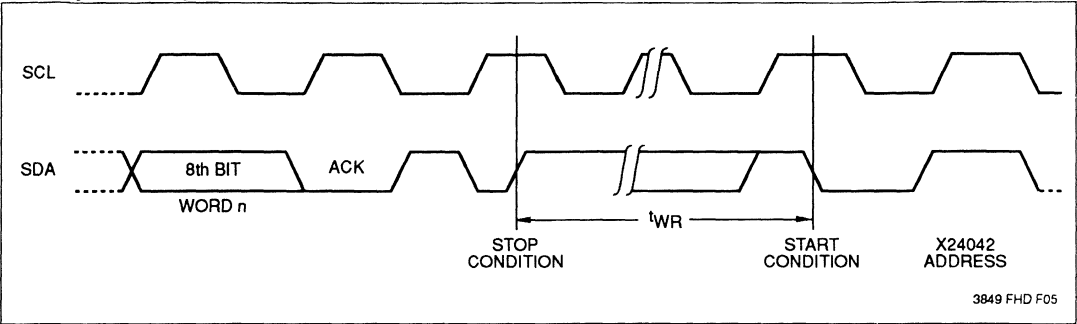 SCL
SDA
8th BIT
ACK
WORD n
tWR
STOP
CONDITION
START
CONDITION
X24042
ADDRESS
3849 FHD F05